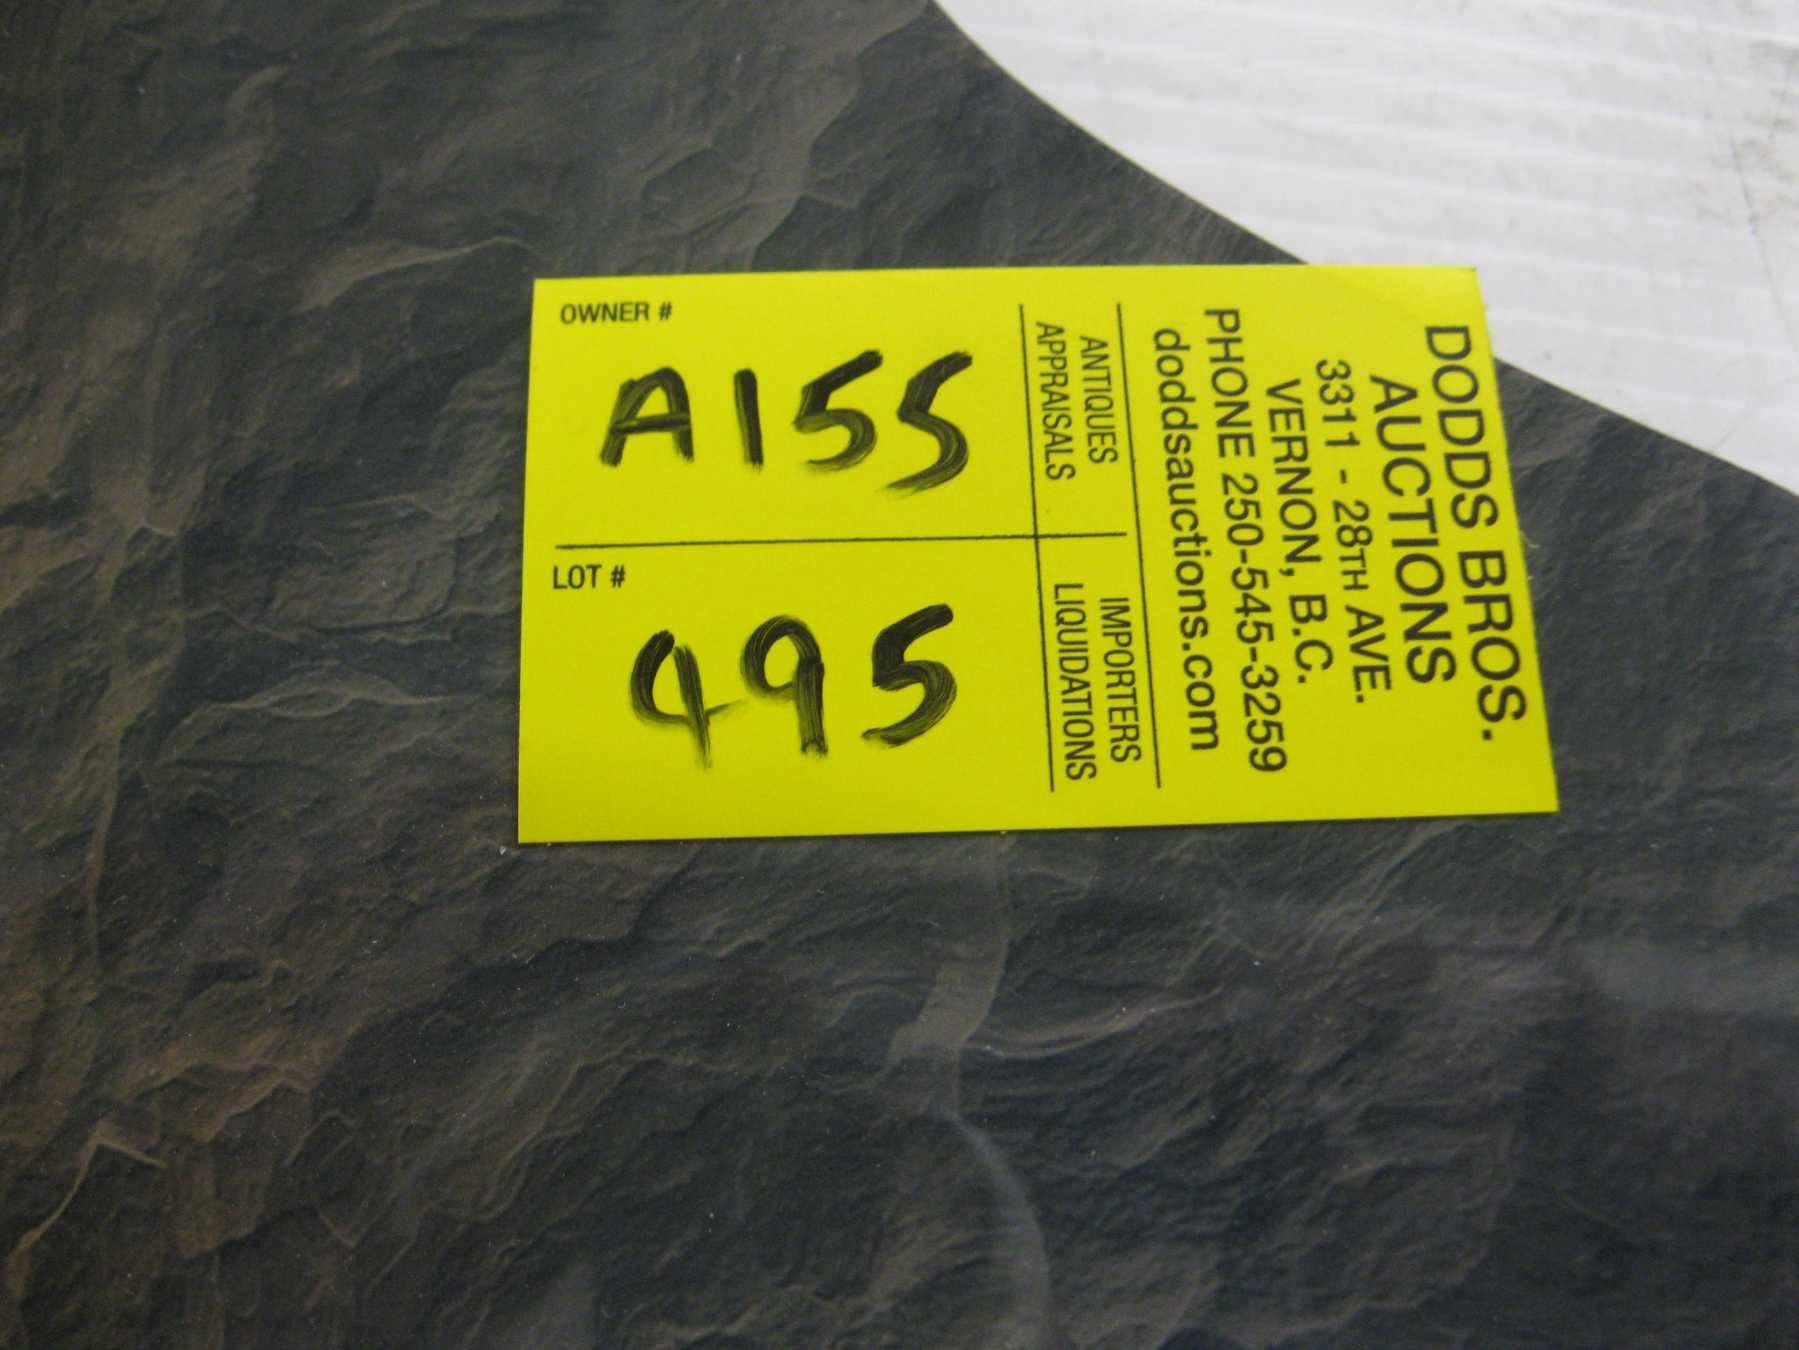 OWNER #
A155
LOT #
495
ANTIQUES
APPRAISALS
IMPORTERS
LIQUIDATIONS
DODDS BROS.
AUCTIONS
3311 - 28TH AVE.
VERNON, B.C.
PHONE 250-545-3259
doddsauctions.com